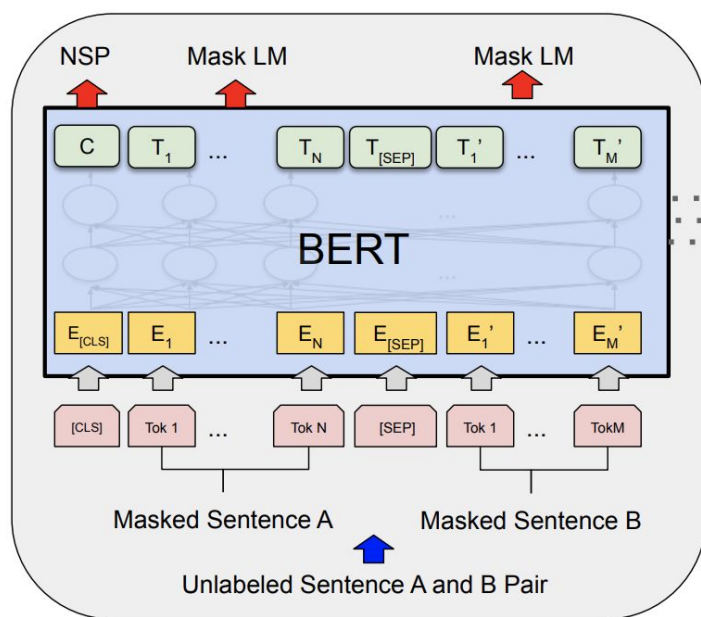 NSP Mask LM Mask LM
C T1 ... TN T[SEP] T1' ... TM'
...
BERT
...
E[CLS] E1 ... EN E[SEP] E1' ... EM'
[CLS] Tok 1 ... Tok N [SEP] Tok 1 ... TokM
Masked Sentence A Masked Sentence B
Unlabeled Sentence A and B Pair